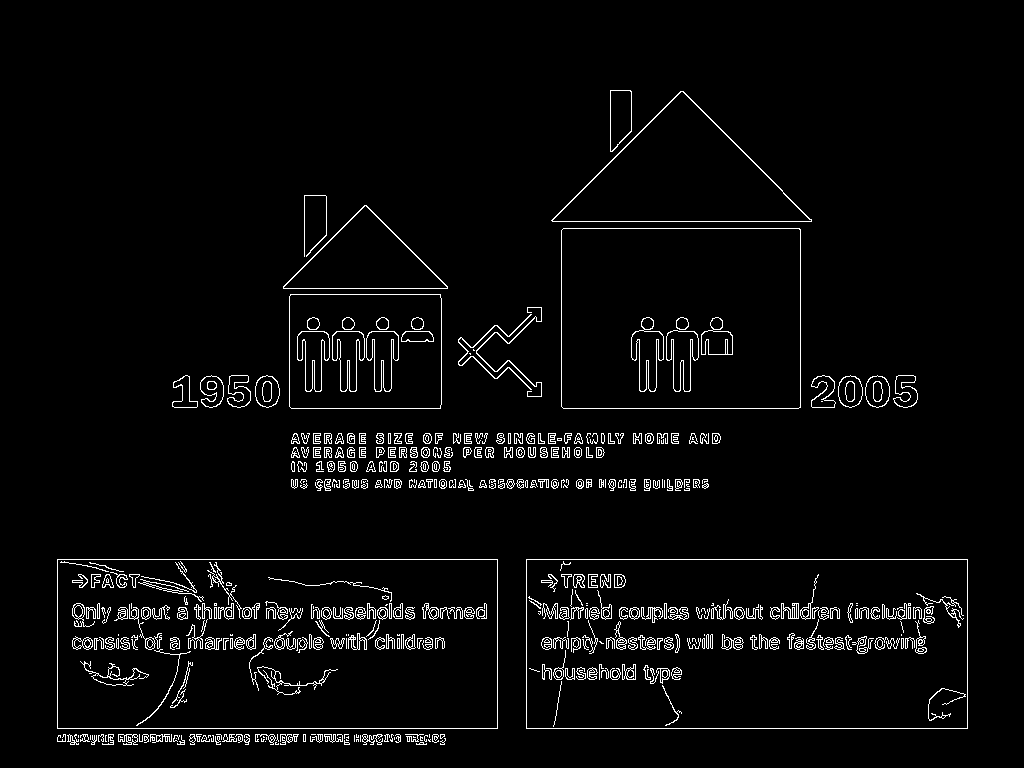 1950
2005
AVERAGE SIZE OF NEW SINGLE-FAMILY HOME AND
AVERAGE PERSONS PER HOUSEHOLD
IN 1950 AND 2005
US CENSUS AND NATIONAL ASSOCIATION OF HOME BUILDERS
→FACT
Only about a third of new households formed
consist of a married couple with children
→TREND
Married couples without children (including
empty-nesters) will be the fastest-growing
household type
RESIDENTIAL STANDARDS PROJECT | FUTURE HOUSING TRENDS